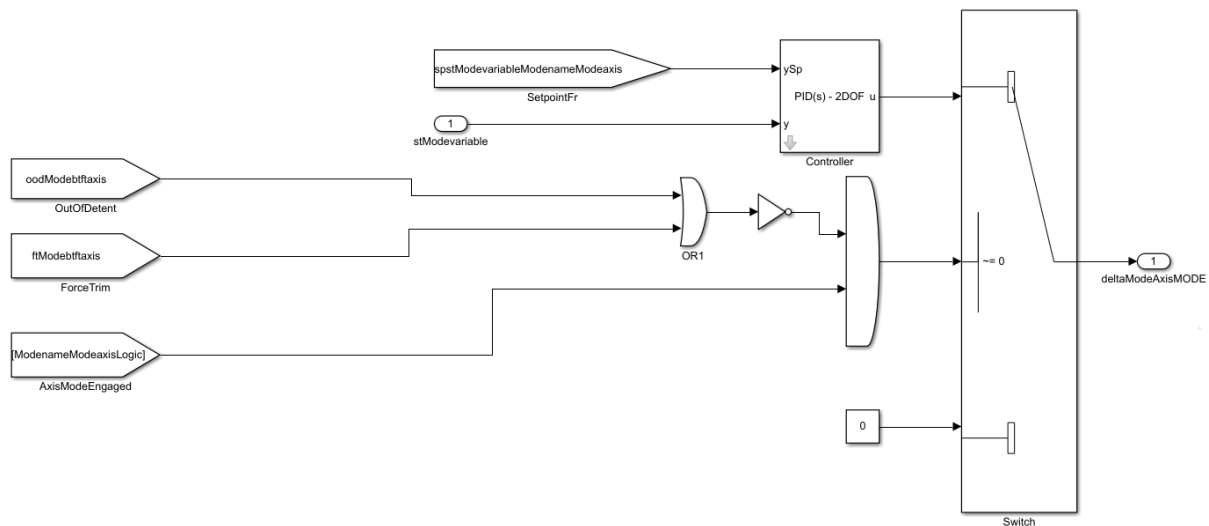 spstModevariableModenameModeaxis
SetpointFr
1
stModevariable
ySp
PID(s) - 2DOF u
y
Controller
oodModebtftaxis
OutOfDetent
ftModebtftaxis
ForceTrim
OR1
[ModenameModeaxisLogic]
AxisModeEngaged
~= 0
1
deltaModeAxisMODE
0
Switch